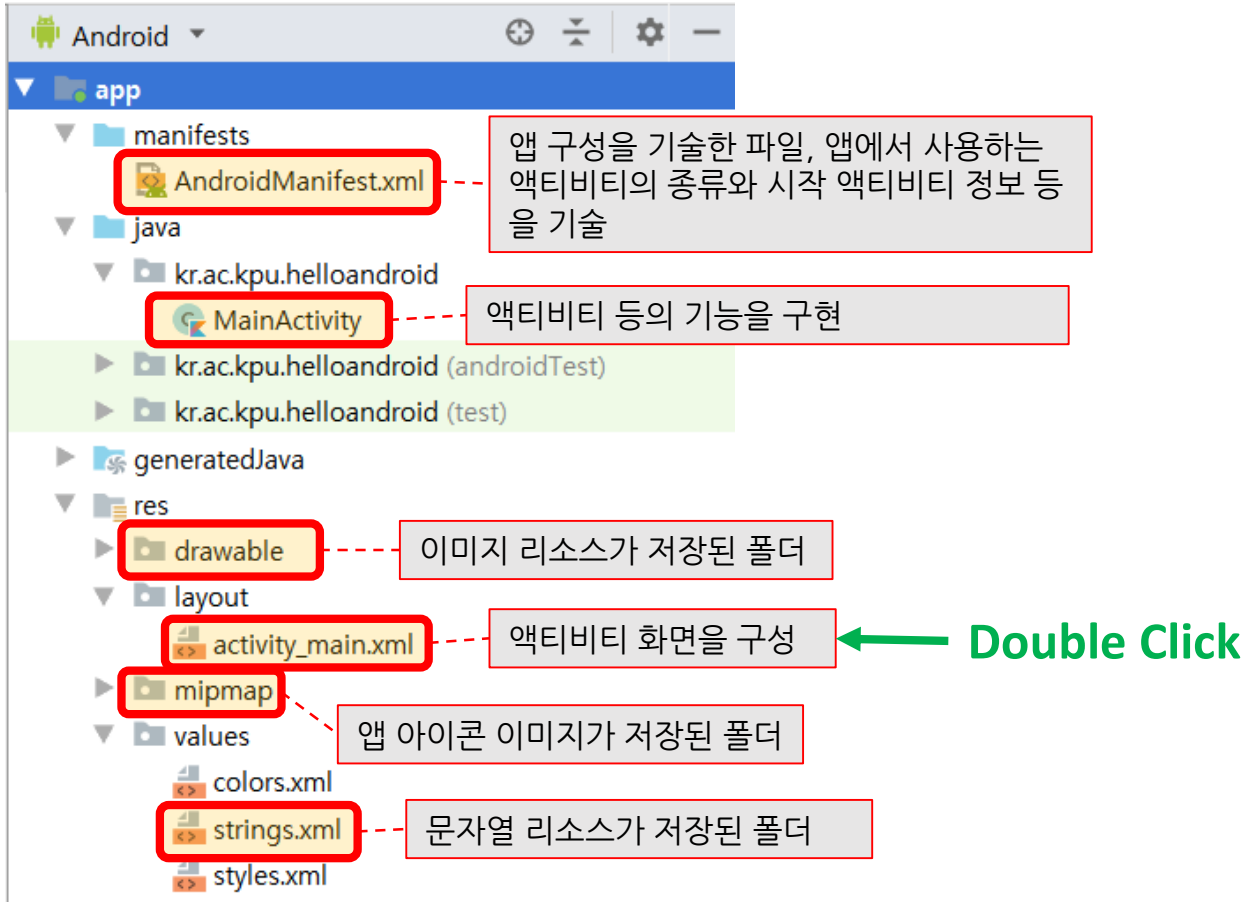 Android
app
manifests
AndroidManifest.xml
앱 구성을 기술한 파일, 앱에서 사용하는
액티비티의 종류와 시작 액티비티 정보 등
을 기술
java
kr.ac.kpu.helloandroid
MainActivity
액티비티 등의 기능을 구현
kr.ac.kpu.helloandroid (androidTest)
kr.ac.kpu.helloandroid (test)
generatedJava
res
drawable
이미지 리소스가 저장된 폴더
layout
activity_main.xml
액티비티 화면을 구성
Double Click
mipmap
앱 아이콘 이미지가 저장된 폴더
values
colors.xml
strings.xml
문자열 리소스가 저장된 폴더
styles.xml